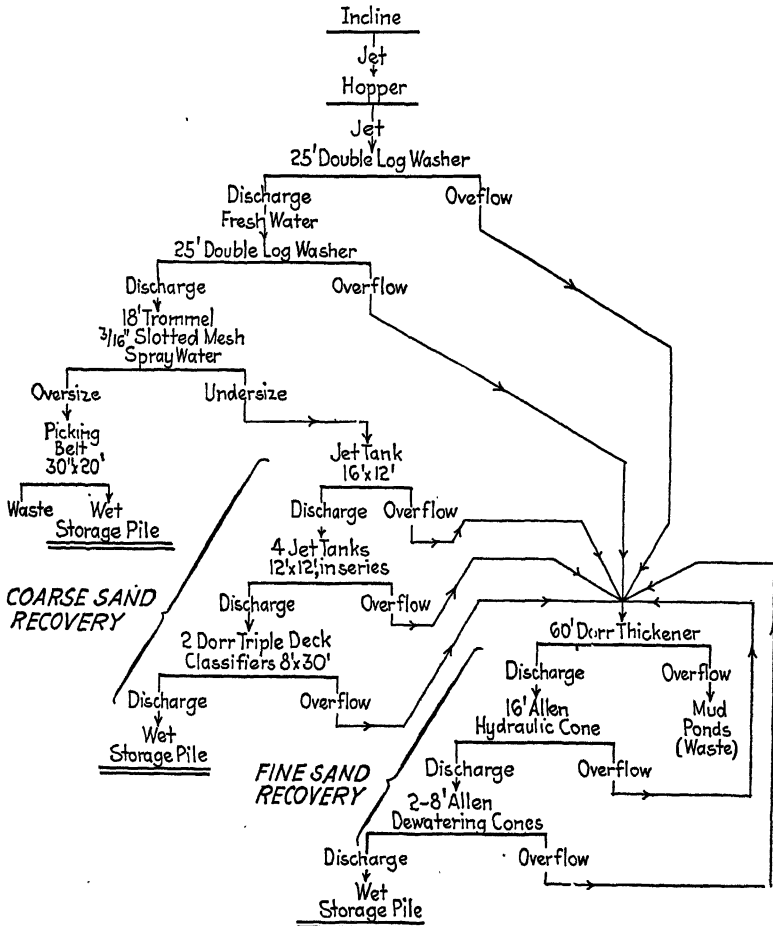 Incline
Jet
Hopper
Jet
25' Double Log Washer
Discharge
Oveflow
Fresh Water
25' Double Log Washer
Discharge
Overflow
18' Trommel
3/16" Slotted Mesh
Spray Water
Oversize
Undersize
Picking
Belt
30"x20'
Waste
Wet
Storage Pile
Jet Tank
16'x12'
Discharge
Overflow
4 Jet Tanks
12'x12', in series
COARSE SAND
RECOVERY
Discharge
Overflow
2 Dorr Triple Deck
Classifiers 8'x30'
Discharge
Overflow
Wet
Storage Pile
60' Dorr Thickener
Discharge
Overflow
16' Allen
Hydraulic Cone
Mud
Ponds
(Waste)
FINE SAND
RECOVERY
Discharge
Overflow
2-8' Allen
Dewatering Cones
Discharge
Overflow
Wet
Storage Pile